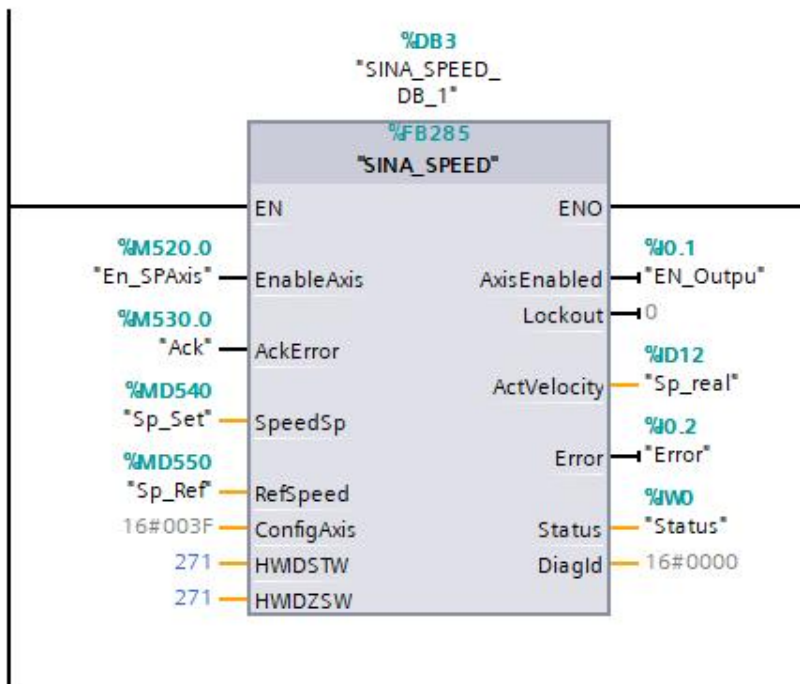 %DB3
"SINA_SPEED_
DB_1"
%FB285
"SINA_SPEED"
EN
ENO
%M520.0
"En_SPAxis"
EnableAxis
AxisEnabled
%I0.1
"EN_Outpu"
Lockout
0
%M530.0
"Ack"
AckError
ActVelocity
%ID12
"Sp_real"
%MD540
"Sp_Set"
SpeedSp
Error
%I0.2
"Error"
%MD550
"Sp_Ref"
RefSpeed
16#003F
ConfigAxis
Status
%IW0
"Status"
271
HWIDSTW
DiagId
16#0000
271
HWIDZSW